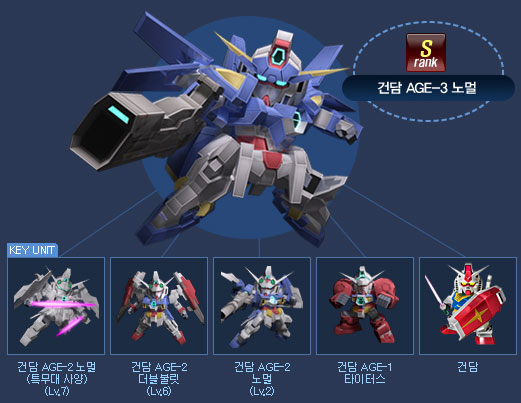 S
rank
건담 AGE-3 노멀
KEY UNIT
건담 AGE-2 노멀
(특무대 사양)
(Lv.7)
건담 AGE-2
더블불릿
(Lv.6)
건담 AGE-2
노멀
(Lv.2)
건담 AGE-1
타이터스
건담